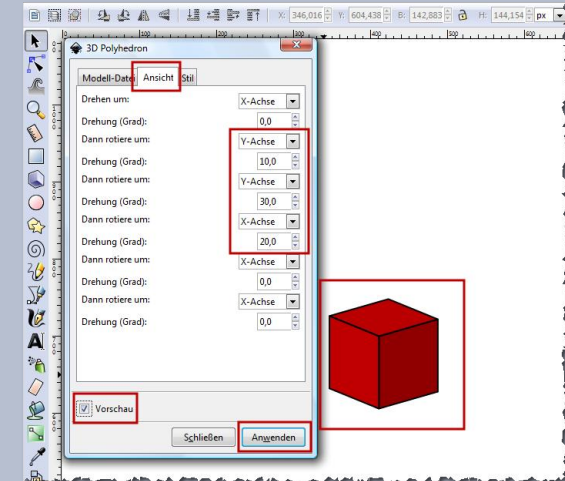 X: 346,016 Y: 604,438 B: 142,883 H: 144,154 px
3D Polyhedron
Modell-Datei Ansicht Stil
Drehen um: X-Achse
Drehung (Grad): 0,0
Dann rotiere um: Y-Achse
Drehung (Grad): 10,0
Dann rotiere um: Y-Achse
Drehung (Grad): 30,0
Dann rotiere um: X-Achse
Drehung (Grad): 20,0
Dann rotiere um: X-Achse
Drehung (Grad): 0,0
Dann rotiere um: X-Achse
Drehung (Grad): 0,0
Vorschau
Schließen Anwenden